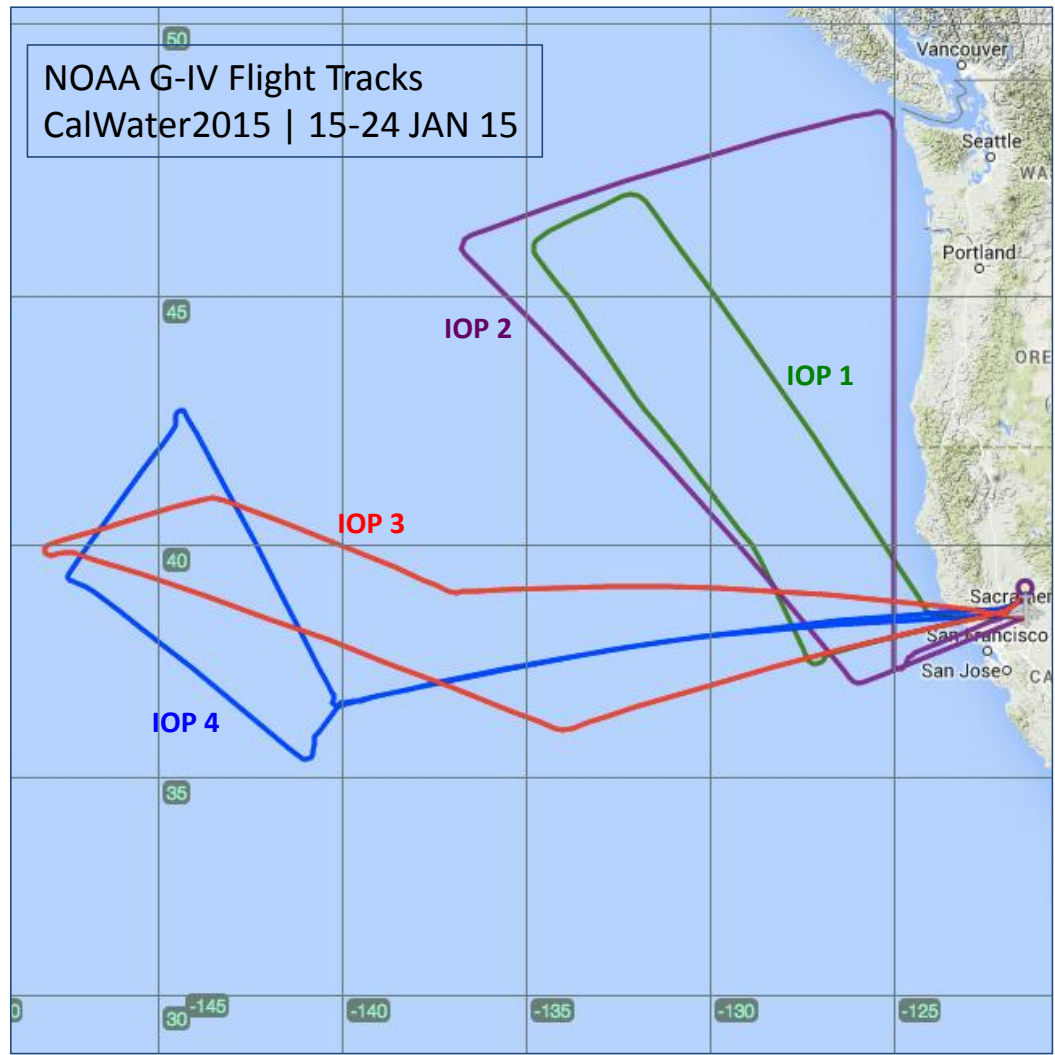 50
NOAA G-IV Flight Tracks
CalWater2015 | 15-24 JAN 15
Vancouver
Seattle
WA
Portland
45
IOP 2
ORE
IOP 1
IOP 3
40
San Francisco
San Jose
CA
IOP 4
35
0
30
-145
-140
-135
-130
-125